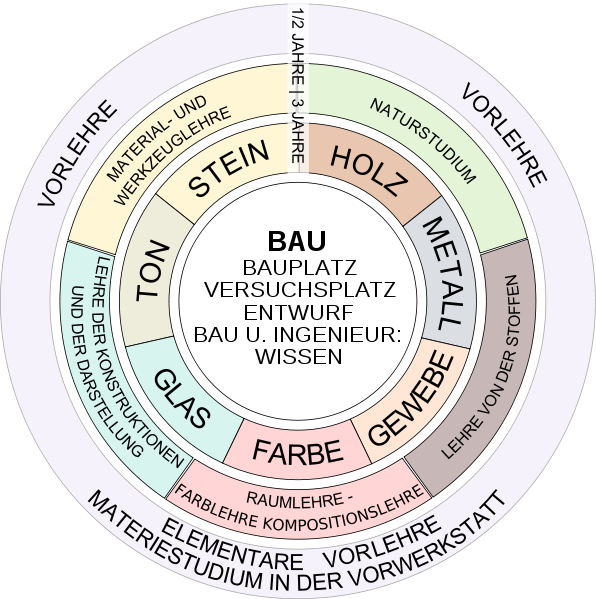 1/2 JAHRE | 3 JAHRE
VORLEHRE
VORLEHRE
ELEMENTARE VORLEHRE
MATERIESTUDIUM IN DER VORWERKSTATT
NATURSTUDIUM
LEHRE VON DER STOFFEN
RAUMLEHRE -
FARBLEHRE KOMPOSITIONSLEHRE
LEHRE DER KONSTRUKTIONEN
UND DER DARSTELLUNG
MATERIAL- UND
WERKZEUGLEHRE
HOLZ
METALL
GEWEBE
FARBE
GLAS
TON
STEIN
BAU
BAUPLATZ
VERSUCHSPLATZ
ENTWURF
BAU U. INGENIEUR:
WISSEN